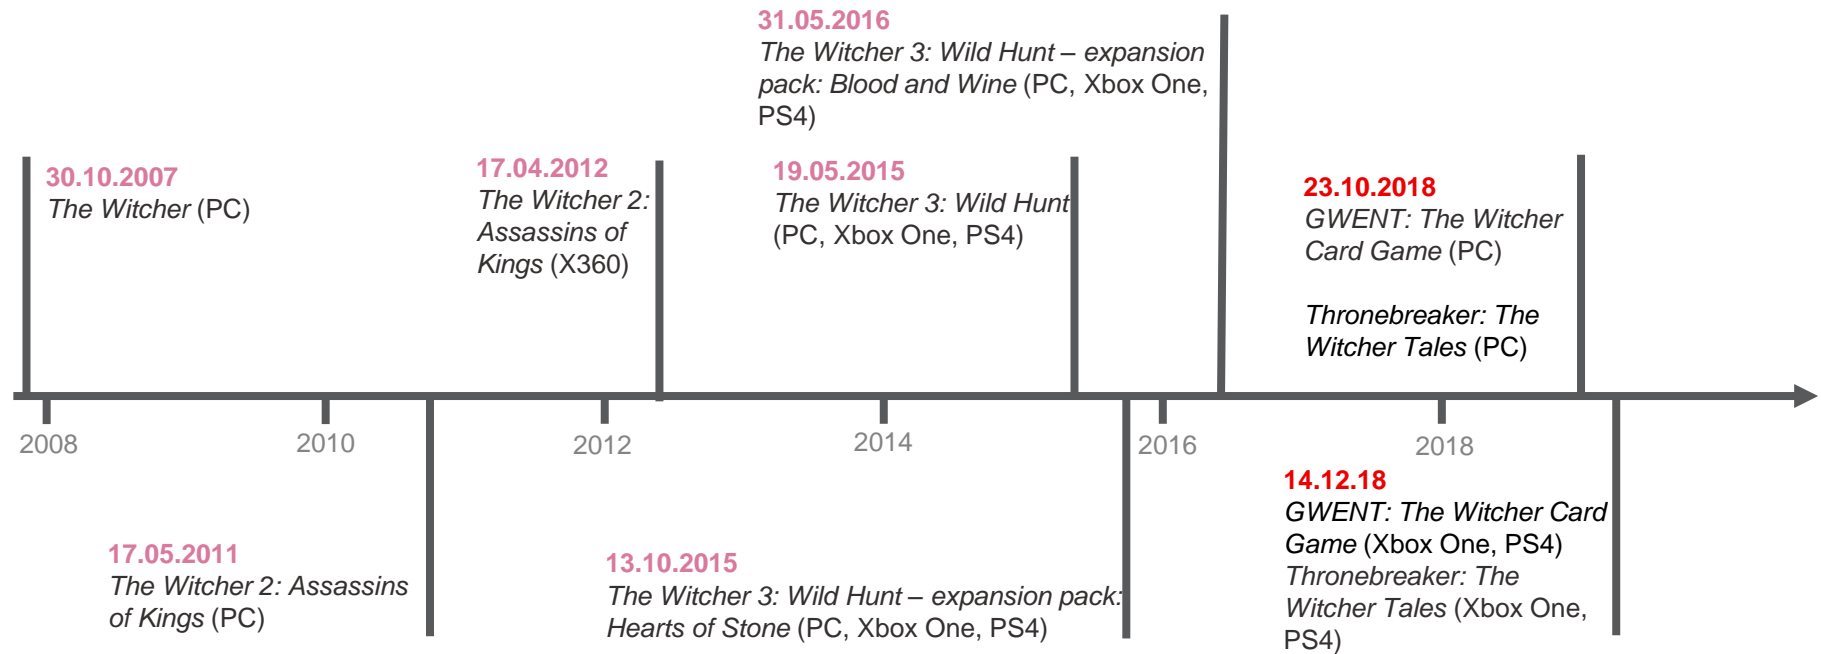 31.05.2016
The Witcher 3: Wild Hunt – expansion
pack: Blood and Wine (PC, Xbox One,
PS4)
30.10.2007
The Witcher (PC)
17.04.2012
The Witcher 2:
Assassins of
Kings (X360)
19.05.2015
The Witcher 3: Wild Hunt
(PC, Xbox One, PS4)
23.10.2018
GWENT: The Witcher
Card Game (PC)
Thronebreaker: The
Witcher Tales (PC)
2008
2010
2012
2014
2016
2018
17.05.2011
The Witcher 2: Assassins
of Kings (PC)
13.10.2015
The Witcher 3: Wild Hunt – expansion pack:
Hearts of Stone (PC, Xbox One, PS4)
14.12.18
GWENT: The Witcher Card
Game (Xbox One, PS4)
Thronebreaker: The
Witcher Tales (Xbox One,
PS4)